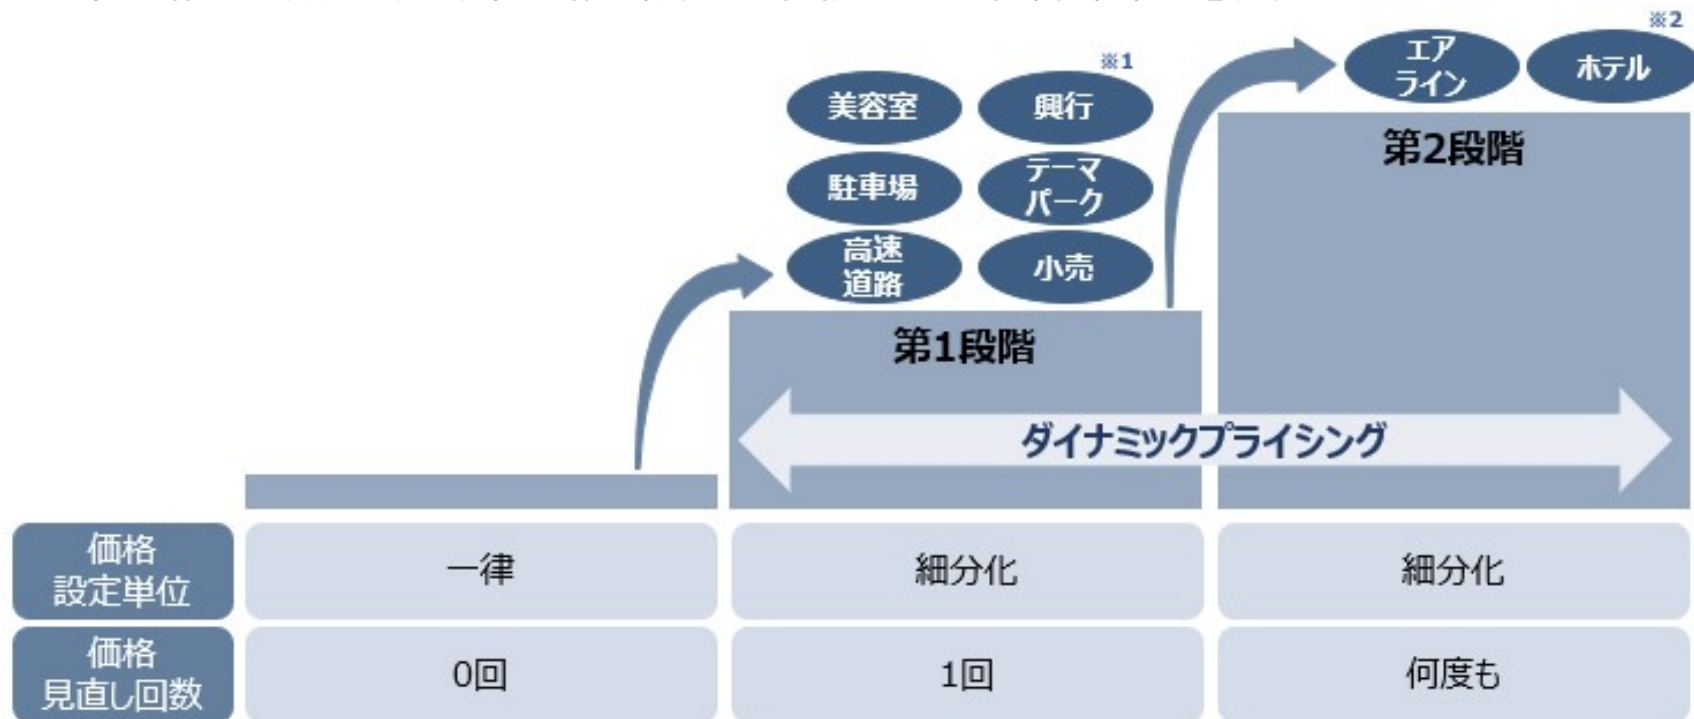 ※1
※2
美容室
興行
駐車場
テーマ
パーク
高速
道路
小売
エア
ライン
ホテル
第1段階
第2段階
ダイナミックプライシング
価格
設定単位
一律
細分化
細分化
価格
見直し回数
0回
1回
何度も